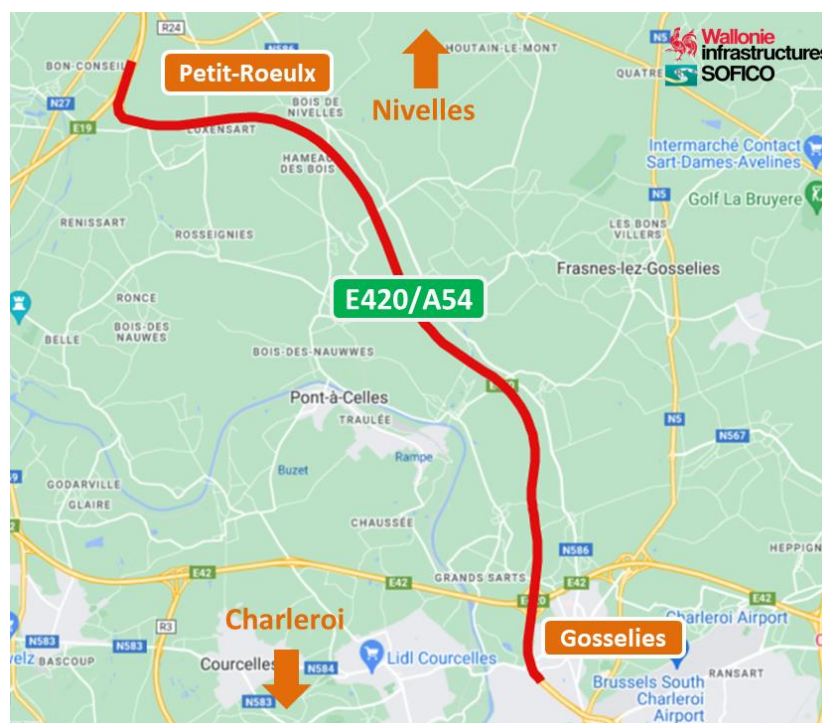 R24
N586
BON-CONSEIL
Petit-Roeulx
HOUTAIN-LE MONT
N5
Wallonie
infrastructures
SOFICO
QUATRE
Nivelles
N27
BOIS DE
NIVELLES
E19
LUXENSART
HAMEAU
DES BOIS
Intermarché Contact
Sart-Dames-Avelines
N5
Golf La Bruyere
RENISSART
ROSSEIGNIES
LES BONS
VILLERS
Frasnes-lez-Gosselies
RONCE
E420/A54
BOIS-DES
NAUWES
BELLE
BOIS-DES-NAUWWES
Pont-à-Celles
TRAULÉE
N5
N567
Buzet
Rampe
GODARVILLE
GLAIRE
CHAUSSÉE
N586
HEPPIGN
GRANDS SARTS
E42
E42
E42
E42
Charleroi
Charleroi Airport
R3
Gosselies
N583
N583
BASCOUP
Courcelles
N584
Lidl Courcelles
RANSART
N583
Brussels South
Charleroi
Airport